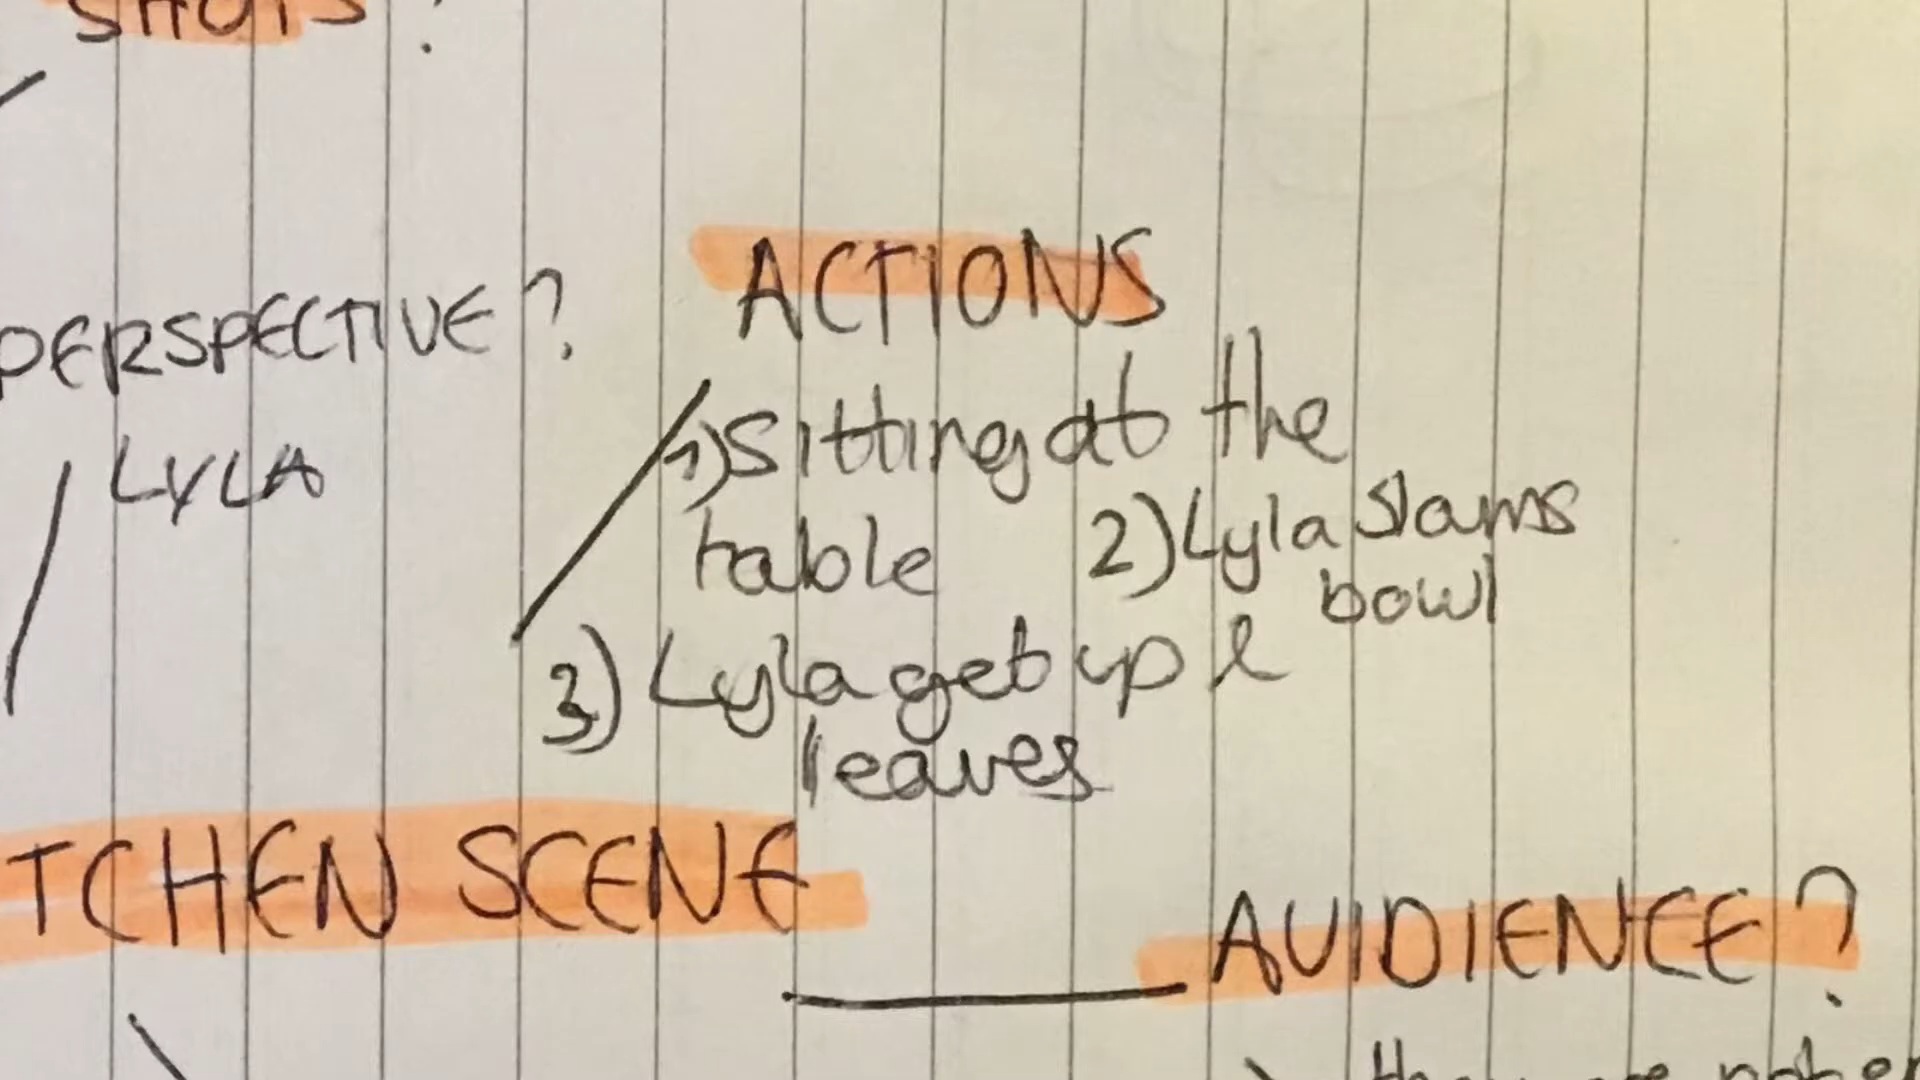 SHOTS?
ACTIONS
PERSPECTIVE?
LYLA
1) Sitting at the
table
2) Lyla slams
bowl
3) Lyla get up &
leaves
TCHEN SCENE
AUIDIENCE?